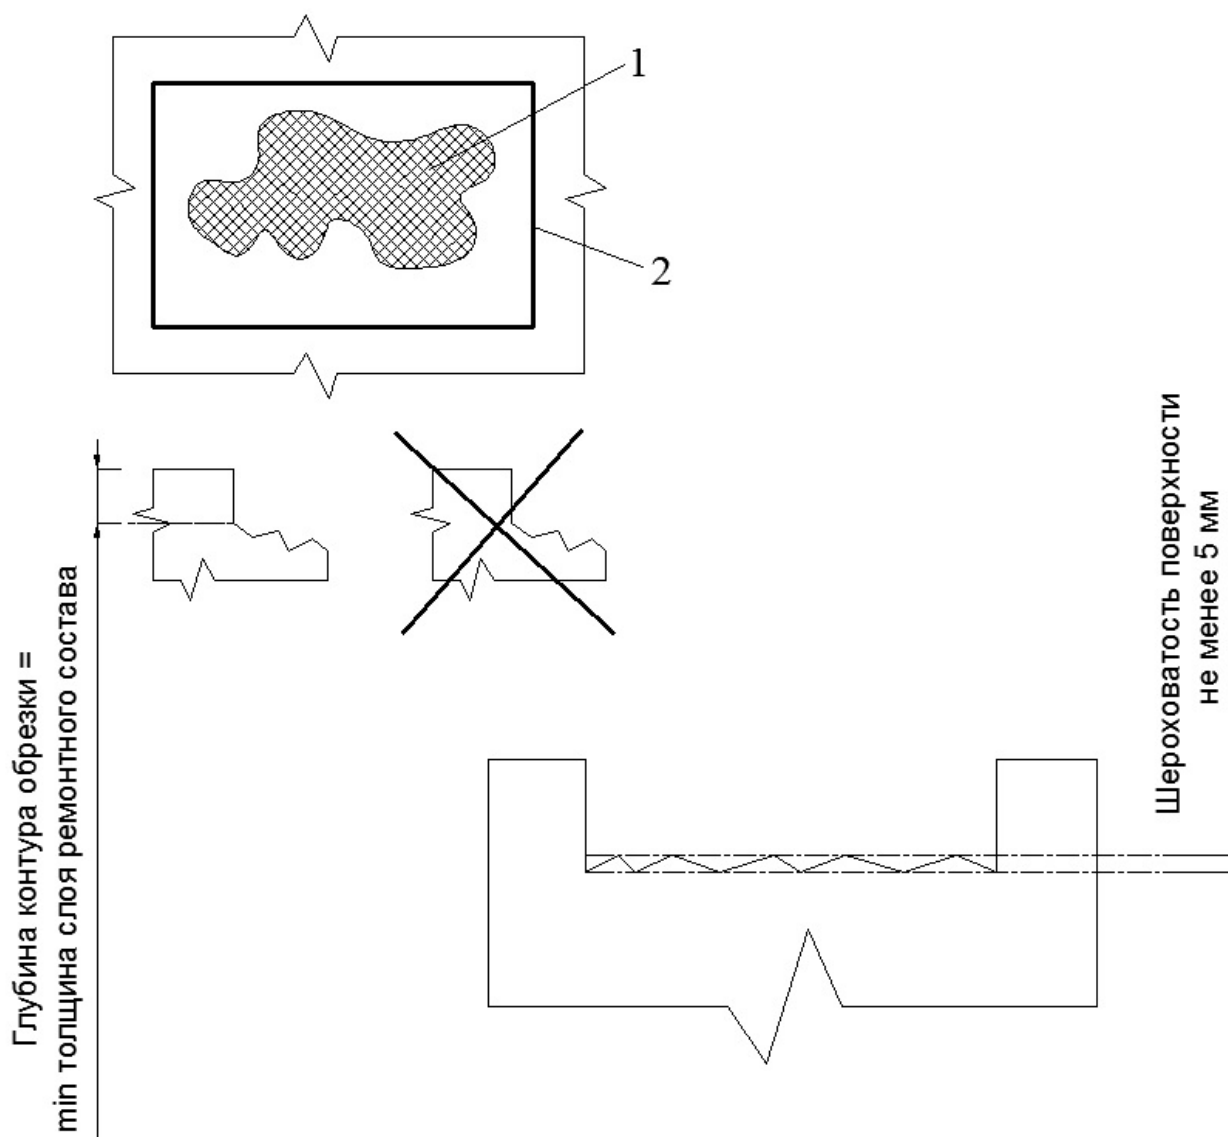 1
2
Глубина контура обрезки =
min толщина слоя ремонтного состава
Шероховатость поверхности
не менее 5 мм